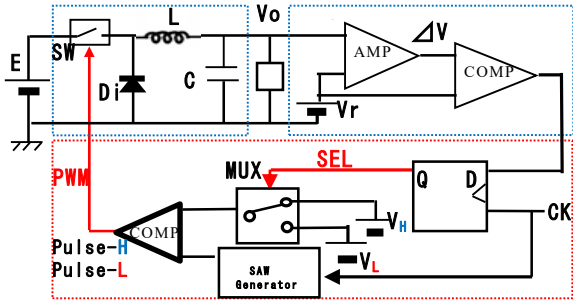 L
Vo
E
SW
Di
C
AMP
⊿V
COMP
Vr
PWM
MUX
SEL
Q
D
CK
COMP
VH
VL
Pulse-H
Pulse-L
SAW
Generator